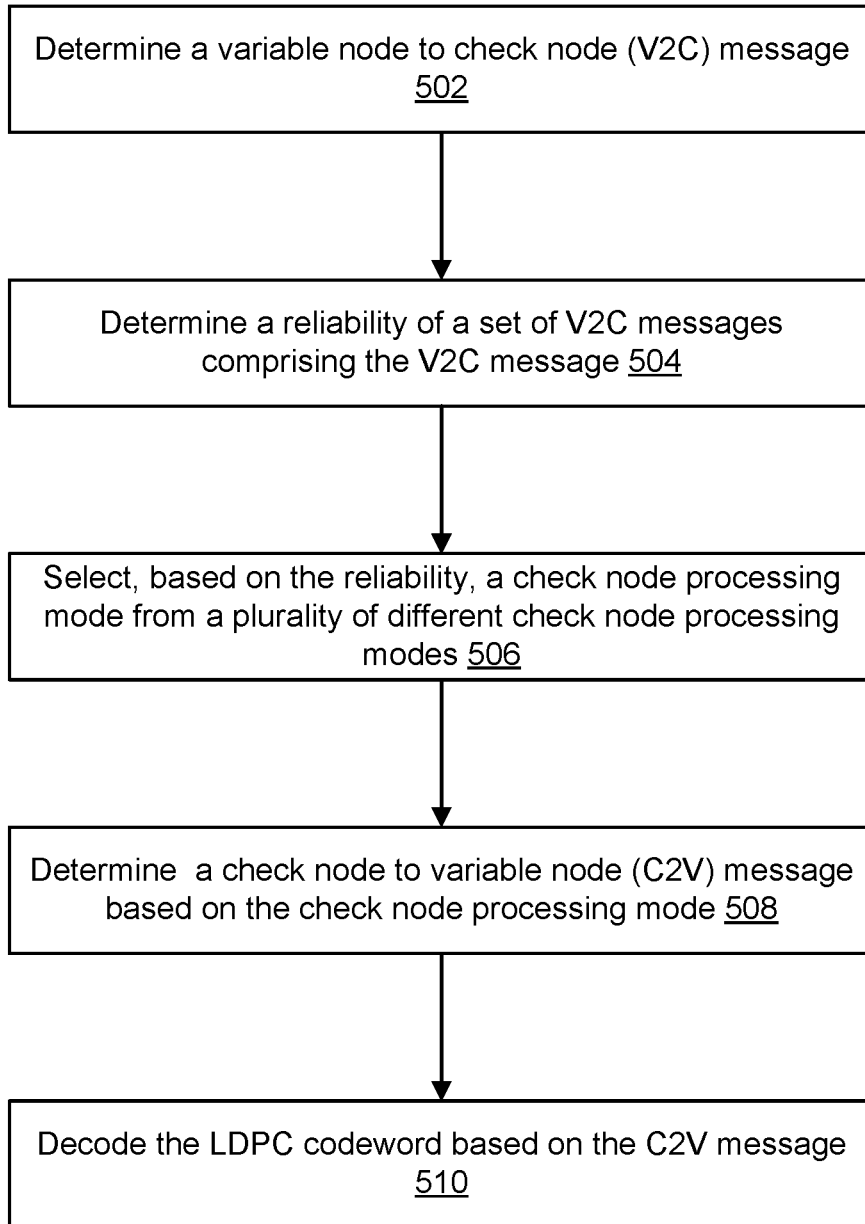 Determine a variable node to check node (V2C) message
502
Determine a reliability of a set of V2C messages
comprising the V2C message 504
Select, based on the reliability, a check node processing
mode from a plurality of different check node processing
modes 506
Determine a check node to variable node (C2V) message
based on the check node processing mode 508
Decode the LDPC codeword based on the C2V message
510